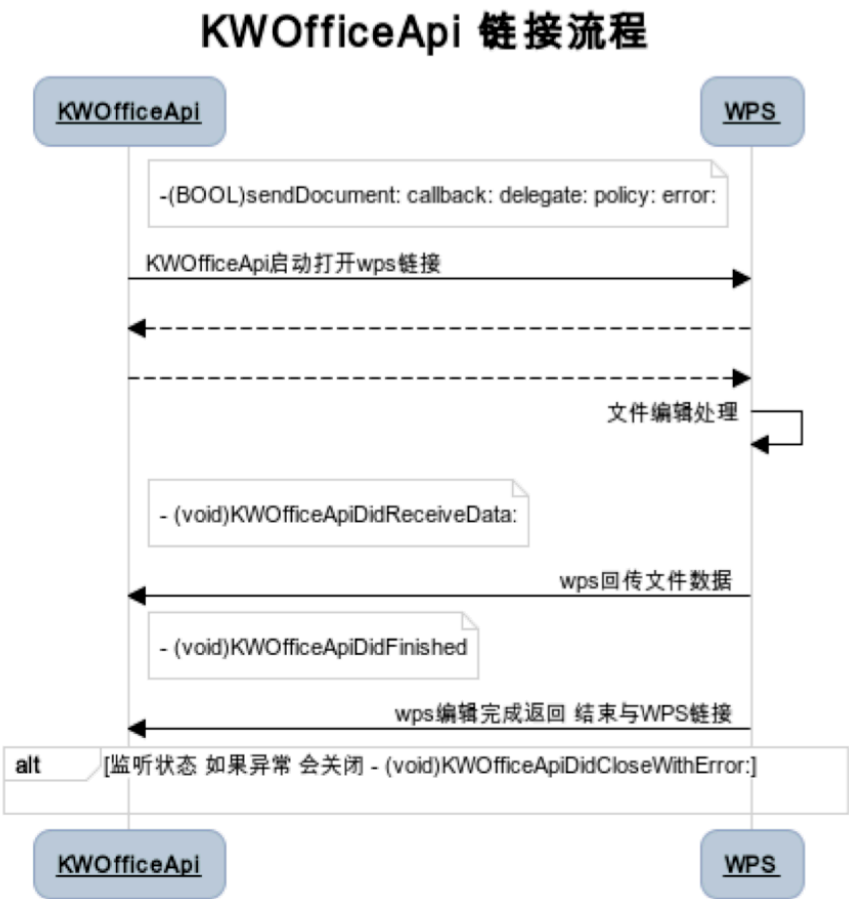 KWOfficeApi 链接流程
KWOfficeApi
WPS
-(BOOL)sendDocument: callback: delegate: policy: error:
KWOfficeApi启动打开wps链接
文件编辑处理
- (void)KWOfficeApiDidReceiveData:
wps回传文件数据
- (void)KWOfficeApiDidFinished
wps编辑完成返回 结束与WPS链接
alt
[监听状态 如果异常 会关闭 - (void)KWOfficeApiDidCloseWithError:]
KWOfficeApi
WPS